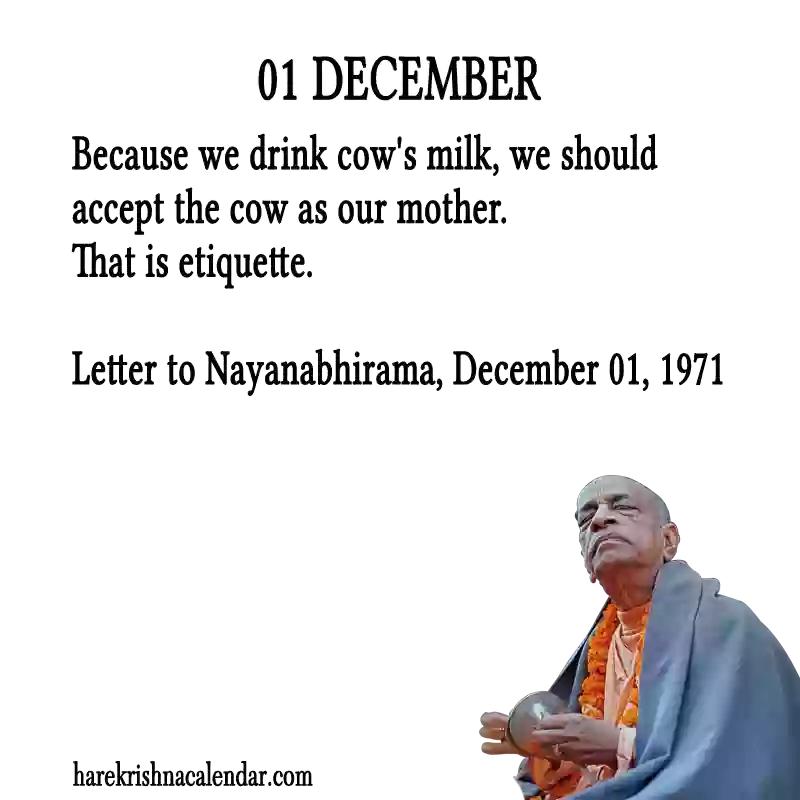 01 DECEMBER
Because we drink cow's milk, we should
accept the cow as our mother.
That is etiquette.
Letter to Nayanabhirama, December 01, 1971
harekrishnacalendar.com